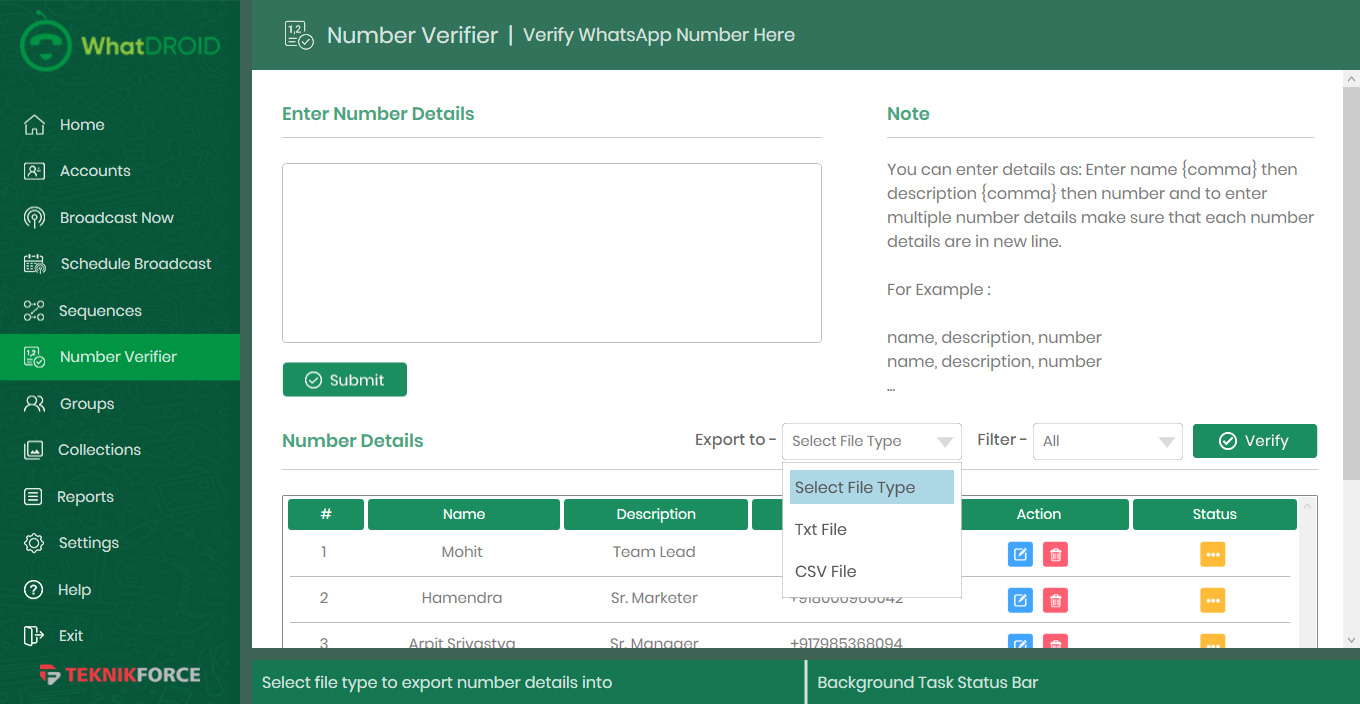 WhatDROID
Number Verifier | Verify WhatsApp Number Here
Home
Accounts
Broadcast Now
Schedule Broadcast
Sequences
Number Verifier
Groups
Collections
Reports
Settings
Help
Exit
TEKNIKFORCE
Enter Number Details
Submit
Note
You can enter details as: Enter name {comma} then
description {comma} then number and to enter
multiple number details make sure that each number
details are in new line.
For Example :
name, description, number
name, description, number
...
Number Details
Export to - Select File Type Filter - All Verify
Select File Type
Txt File
CSV File
# Name Description Action Status
1 Mohit Team Lead
2 Hamendra Sr. Marketer
3 Arpit Srivastva Sr. Manager +917985368094
Select file type to export number details into
Background Task Status Bar